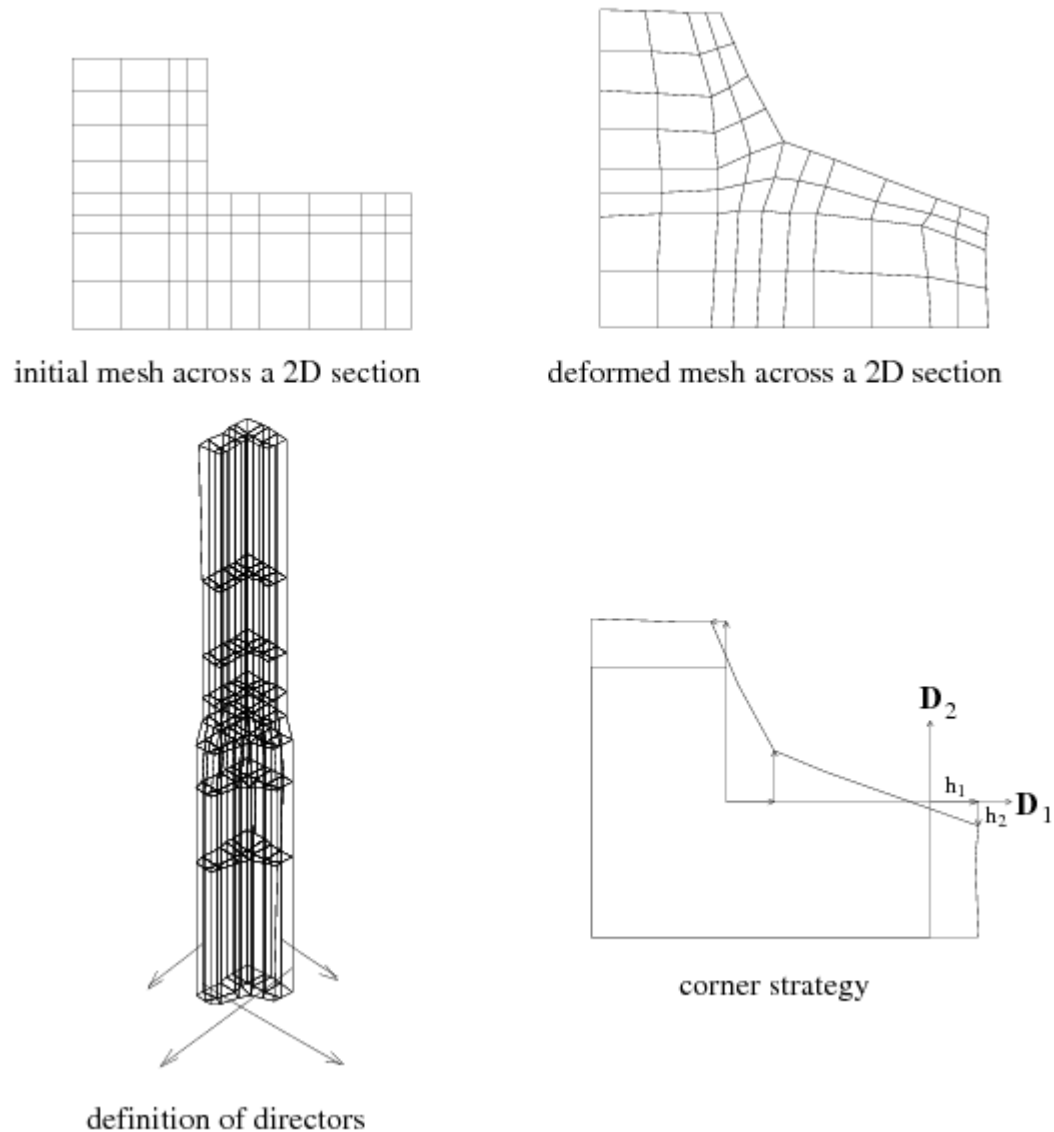 initial mesh across a 2D section
deformed mesh across a 2D section
D2
h1
D1
h2
corner strategy
definition of directors